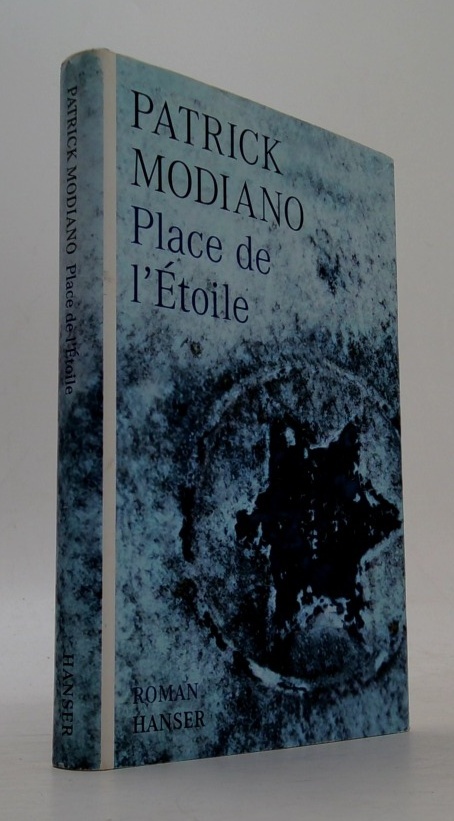 PATRICK
MODIANO
Place de
l'Étoile
ROMAN
HANSER
PATRICK MODIANO Place de l'Étoile
HANSER